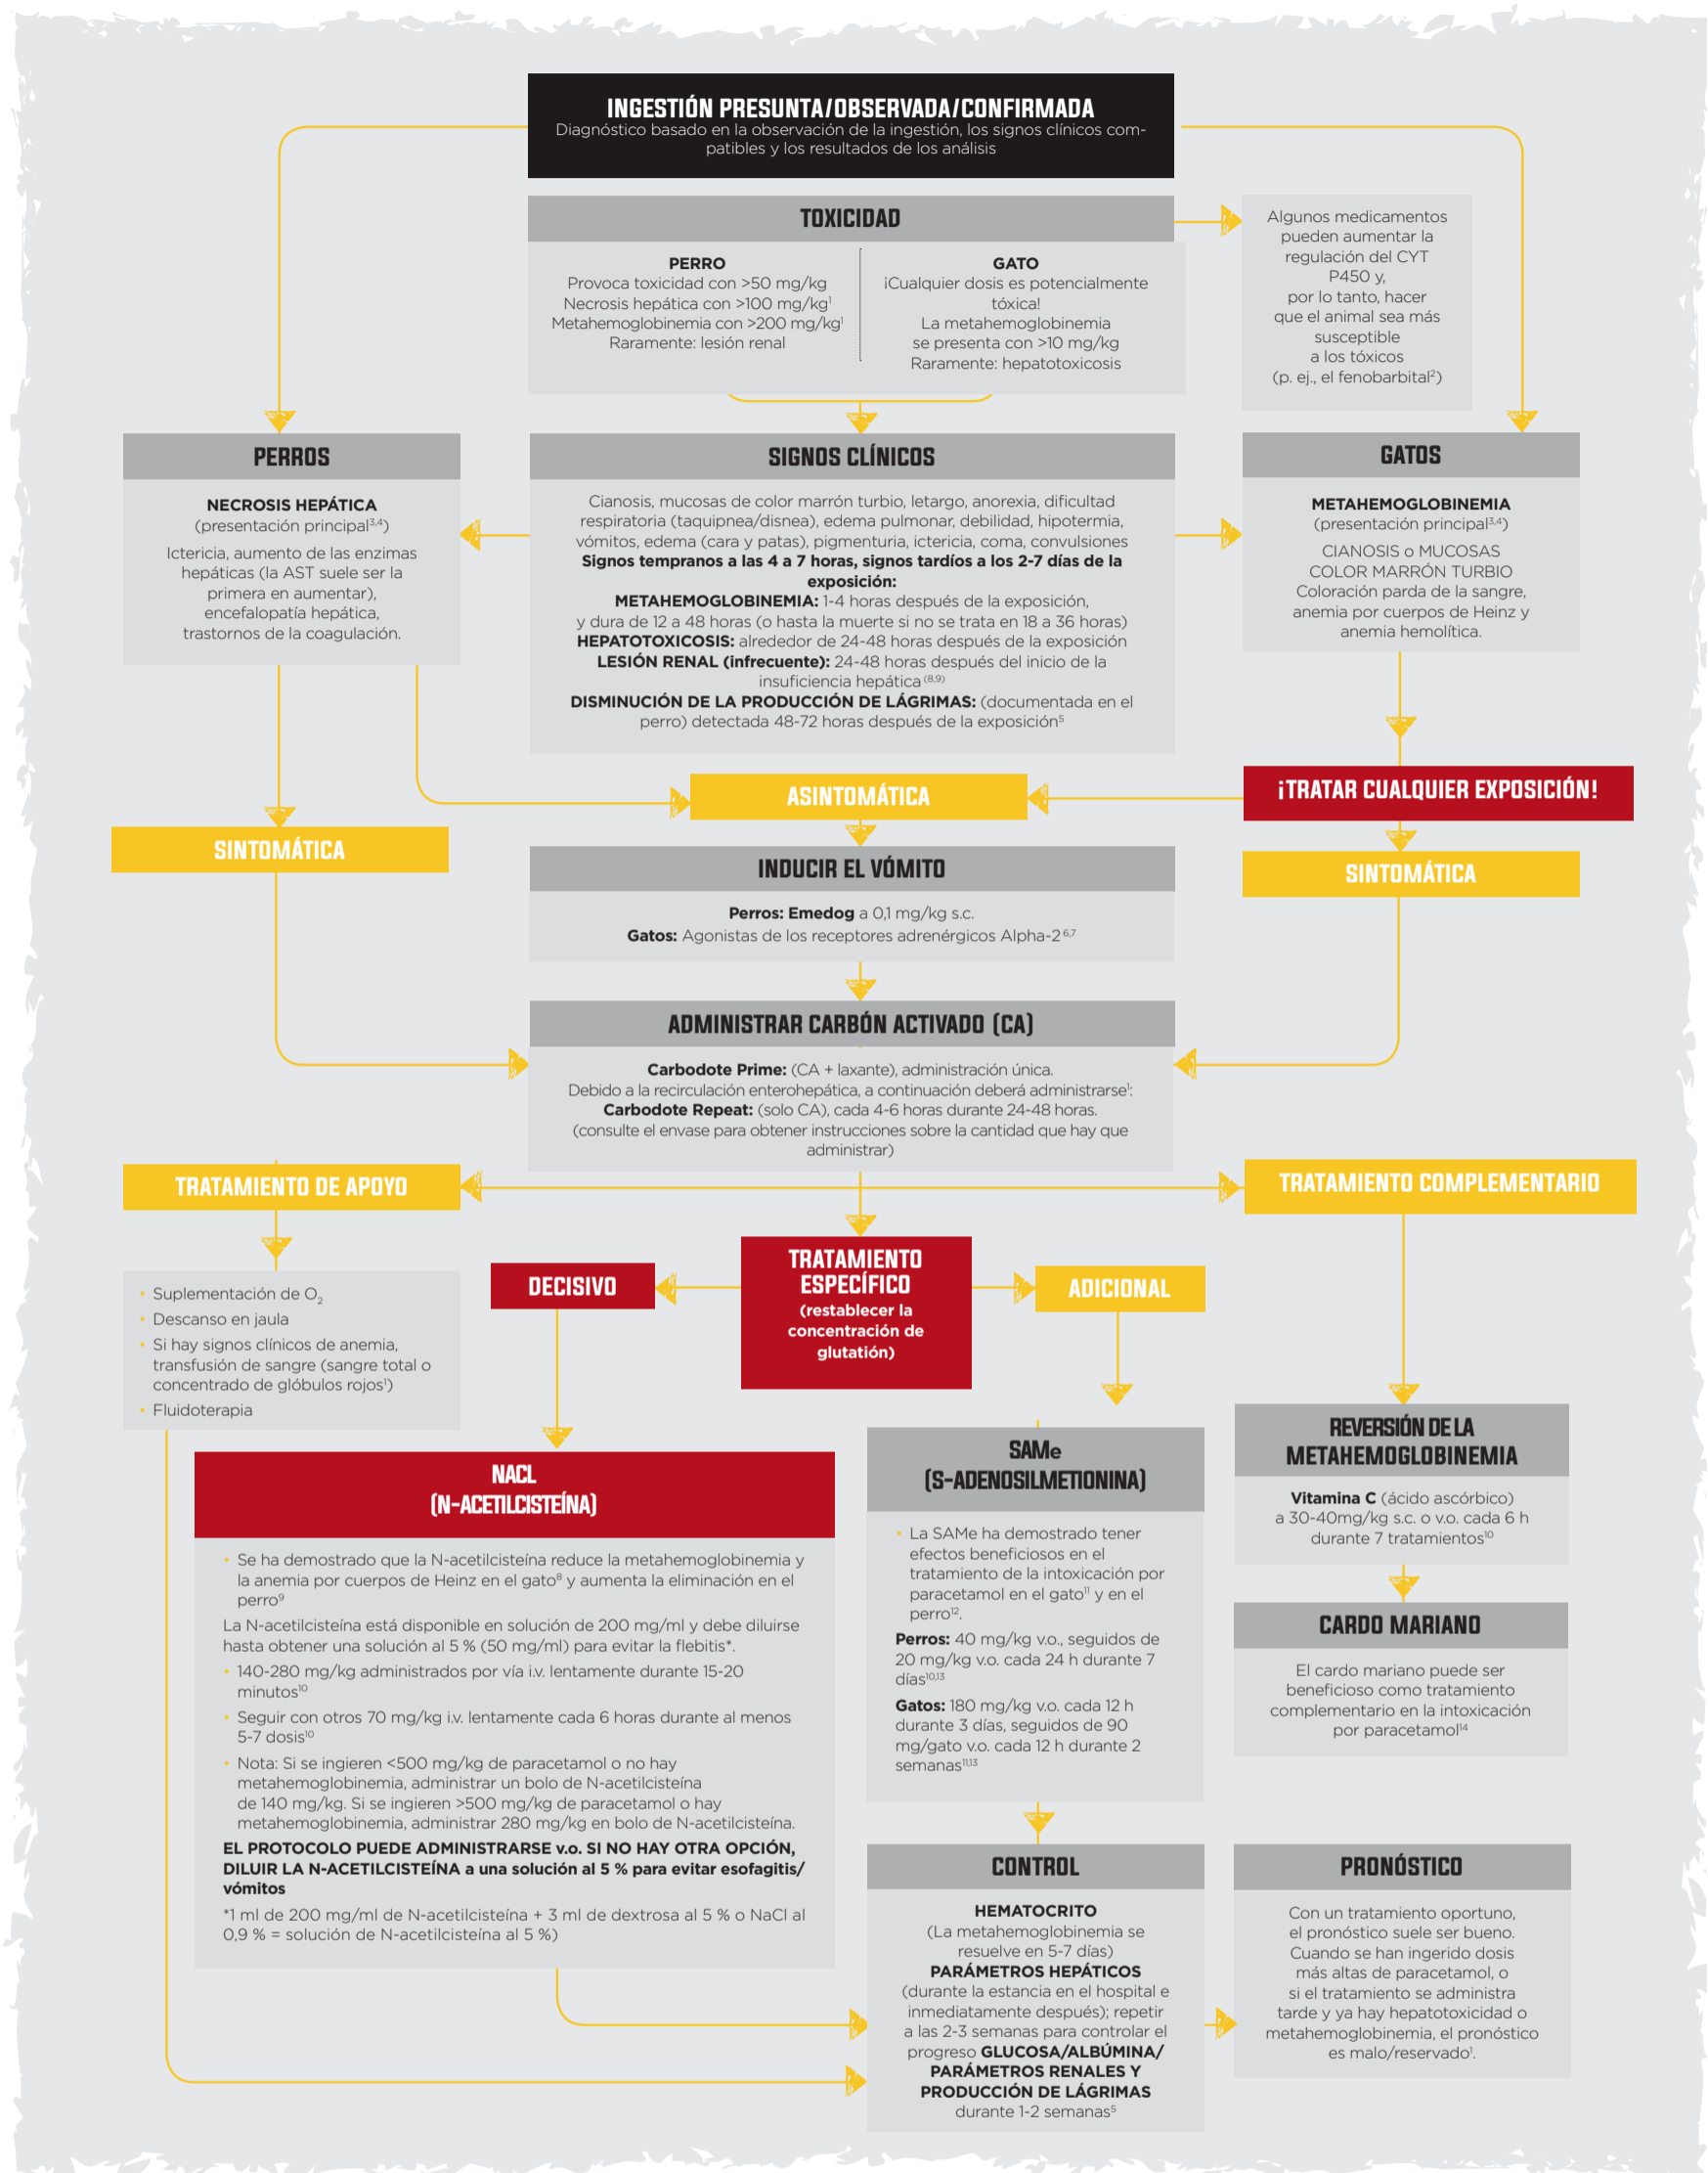 INGESTIÓN PRESUNTA/OBSERVADA/CONFIRMADA
Diagnóstico basado en la observación de la ingestión, los signos clínicos com-
patibles y los resultados de los análisis
TOXICIDAD
PERRO
Provoca toxicidad con >50 mg/kg
Necrosis hepática con >100 mg/kg¹
Metahemoglobinemia con >200 mg/kg¹
Raramente: lesión renal
GATO
¡Cualquier dosis es potencialmente
tóxica!
La metahemoglobinemia
se presenta con >10 mg/kg
Raramente: hepatotoxicosis
Algunos medicamentos
pueden aumentar la
regulación del CYT
P450 y,
por lo tanto, hacer
que el animal sea más
susceptible
a los tóxicos
(p. ej., el fenobarbital²)
PERROS
NECROSIS HEPÁTICA
(presentación principal³,⁴)
Ictericia, aumento de las enzimas
hepáticas (la AST suele ser la
primera en aumentar),
encefalopatía hepática,
trastornos de la coagulación.
SIGNOS CLÍNICOS
Cianosis, mucosas de color marrón turbio, letargo, anorexia, dificultad
respiratoria (taquipnea/disnea), edema pulmonar, debilidad, hipotermia,
vómitos, edema (cara y patas), pigmenturia, ictericia, coma, convulsiones
Signos tempranos a las 4 a 7 horas, signos tardíos a los 2-7 días de la
exposición:
METAHEMOGLOBINEMIA: 1-4 horas después de la exposición,
y dura de 12 a 48 horas (o hasta la muerte si no se trata en 18 a 36 horas)
HEPATOTOXICOSIS: alrededor de 24-48 horas después de la exposición
LESIÓN RENAL (infrecuente): 24-48 horas después del inicio de la
insuficiencia hepática (8,9)
DISMINUCIÓN DE LA PRODUCCIÓN DE LÁGRIMAS: (documentada en el
perro) detectada 48-72 horas después de la exposición⁵
GATOS
METAHEMOGLOBINEMIA
(presentación principal³,⁴)
CIANOSIS o MUCOSAS
COLOR MARRÓN TURBIO
Coloración parda de la sangre,
anemia por cuerpos de Heinz y
anemia hemolítica.
¡TRATAR CUALQUIER EXPOSICIÓN!
ASINTOMÁTICA
SINTOMÁTICA
SINTOMÁTICA
INDUCIR EL VÓMITO
Perros: Emedog a 0,1 mg/kg s.c.
Gatos: Agonistas de los receptores adrenérgicos Alpha-2 ⁶,⁷
ADMINISTRAR CARBÓN ACTIVADO (CA)
Carbodote Prime: (CA + laxante), administración única.
Debido a la recirculación enterohepática, a continuación deberá administrarse¹:
Carbodote Repeat: (solo CA), cada 4-6 horas durante 24-48 horas.
(consulte el envase para obtener instrucciones sobre la cantidad que hay que
administrar)
TRATAMIENTO DE APOYO
• Suplementación de O₂
• Descanso en jaula
• Si hay signos clínicos de anemia,
transfusión de sangre (sangre total o
concentrado de glóbulos rojos¹)
• Fluidoterapia
TRATAMIENTO COMPLEMENTARIO
TRATAMIENTO
ESPECÍFICO
(restablecer la
concentración de
glutatión)
DECISIVO
ADICIONAL
NACL
(N-ACETILCISTEÍNA)
• Se ha demostrado que la N-acetilcisteína reduce la metahemoglobinemia y
la anemia por cuerpos de Heinz en el gato⁸ y aumenta la eliminación en el
perro⁹
La N-acetilcisteína está disponible en solución de 200 mg/ml y debe diluirse
hasta obtener una solución al 5 % (50 mg/ml) para evitar la flebitis*.
• 140-280 mg/kg administrados por vía i.v. lentamente durante 15-20
minutos¹⁰
• Seguir con otros 70 mg/kg i.v. lentamente cada 6 horas durante al menos
5-7 dosis¹⁰
• Nota: Si se ingieren <500 mg/kg de paracetamol o no hay
metahemoglobinemia, administrar un bolo de N-acetilcisteína
de 140 mg/kg. Si se ingieren >500 mg/kg de paracetamol o hay
metahemoglobinemia, administrar 280 mg/kg en bolo de N-acetilcisteína.
EL PROTOCOLO PUEDE ADMINISTRARSE v.o. SI NO HAY OTRA OPCIÓN,
DILUIR LA N-ACETILCISTEÍNA a una solución al 5 % para evitar esofagitis/
vómitos
*1 ml de 200 mg/ml de N-acetilcisteína + 3 ml de dextrosa al 5 % o NaCl al
0,9 % = solución de N-acetilcisteína al 5 %)
SAMe
(S-ADENOSILMETIONINA)
• La SAMe ha demostrado tener
efectos beneficiosos en el
tratamiento de la intoxicación por
paracetamol en el gato¹¹ y en el
perro¹².
Perros: 40 mg/kg v.o., seguidos de
20 mg/kg v.o. cada 24 h durante 7
días¹⁰,¹³
Gatos: 180 mg/kg v.o. cada 12 h
durante 3 días, seguidos de 90
mg/gato v.o. cada 12 h durante 2
semanas¹¹,¹³
REVERSIÓN DE LA
METAHEMOGLOBINEMIA
Vitamina C (ácido ascórbico)
a 30-40mg/kg s.c. o v.o. cada 6 h
durante 7 tratamientos¹⁰
CARDO MARIANO
El cardo mariano puede ser
beneficioso como tratamiento
complementario en la intoxicación
por paracetamol¹⁴
CONTROL
HEMATOCRITO
(La metahemoglobinemia se
resuelve en 5-7 días)
PARÁMETROS HEPÁTICOS
(durante la estancia en el hospital e
inmediatamente después); repetir
a las 2-3 semanas para controlar el
progreso GLUCOSA/ALBÚMINA/
PARÁMETROS RENALES Y
PRODUCCIÓN DE LÁGRIMAS
durante 1-2 semanas⁵
PRONÓSTICO
Con un tratamiento oportuno,
el pronóstico suele ser bueno.
Cuando se han ingerido dosis
más altas de paracetamol, o
si el tratamiento se administra
tarde y ya hay hepatotoxicidad o
metahemoglobinemia, el pronóstico
es malo/reservado¹.